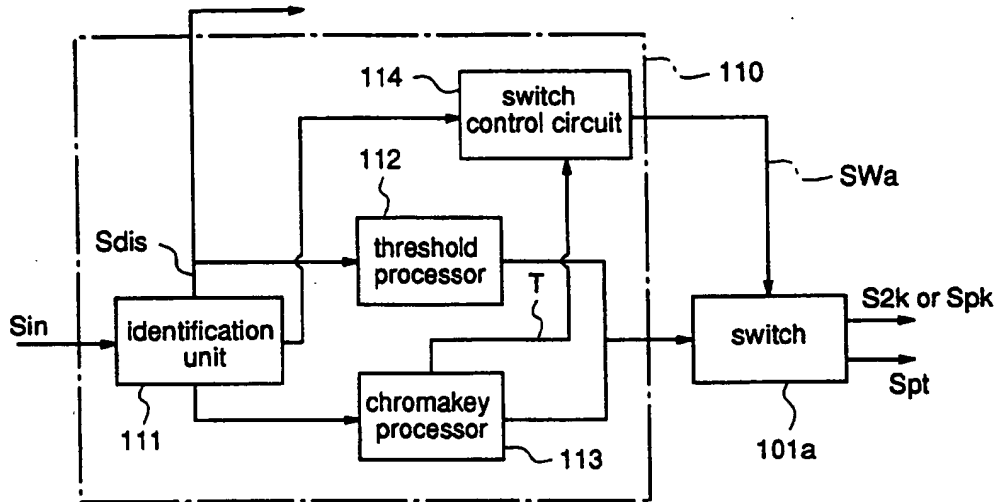 110
114
switch
control circuit
SWa
112
threshold
processor
Sdis
T
Sin
identification
unit
111
switch
S2k or Spk
Spt
101a
chromakey
processor
113